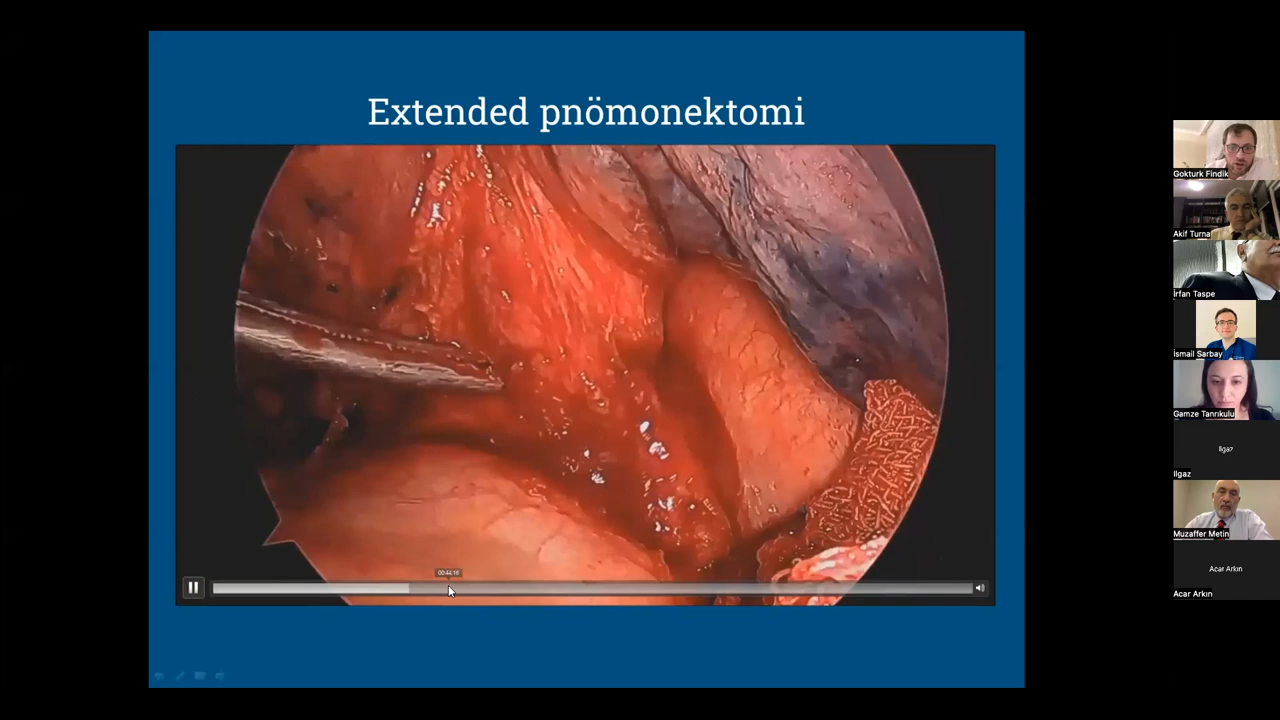 Extended pnömonektomi
00:44,16
Gokturk Findik
Akif Turna
İrfan Taspe
İsmail Sarbay
Gamze Tanrıkulu
Ilgaz
Ilgaz
Muzaffer Metin
Acar Arkın
Acar Arkın